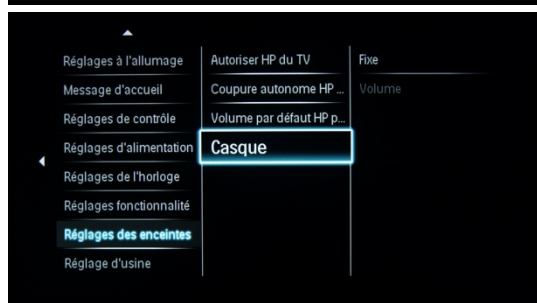 Réglages à l'allumage
Message d'accueil
Réglages de contrôle
Réglages d'alimentation
Réglages de l'horloge
Réglages fonctionnalité
Réglages des enceintes
Réglage d'usine
Autoriser HP du TV
Coupure autonome HP ...
Volume par défaut HP p...
Casque
Fixe
Volume